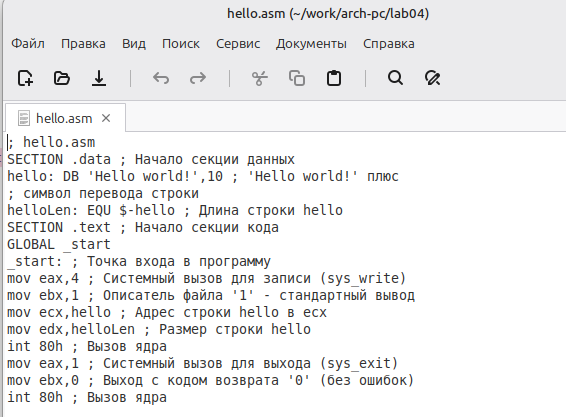 hello.asm (~/work/arch-pc/lab04)
Файл Правка Вид Поиск Сервис Документы Справка
hello.asm
; hello.asm
SECTION .data ; Начало секции данных
hello: DB 'Hello world!',10 ; 'Hello world!' плюс
; символ перевода строки
helloLen: EQU $-hello ; Длина строки hello
SECTION .text ; Начало секции кода
GLOBAL _start
_start: ; Точка входа в программу
mov eax,4 ; Системный вызов для записи (sys_write)
mov ebx,1 ; Описатель файла '1' - стандартный вывод
mov ecx,hello ; Адрес строки hello в ecx
mov edx,helloLen ; Размер строки hello
int 80h ; Вызов ядра
mov eax,1 ; Системный вызов для выхода (sys_exit)
mov ebx,0 ; Выход с кодом возврата '0' (без ошибок)
int 80h ; Вызов ядра